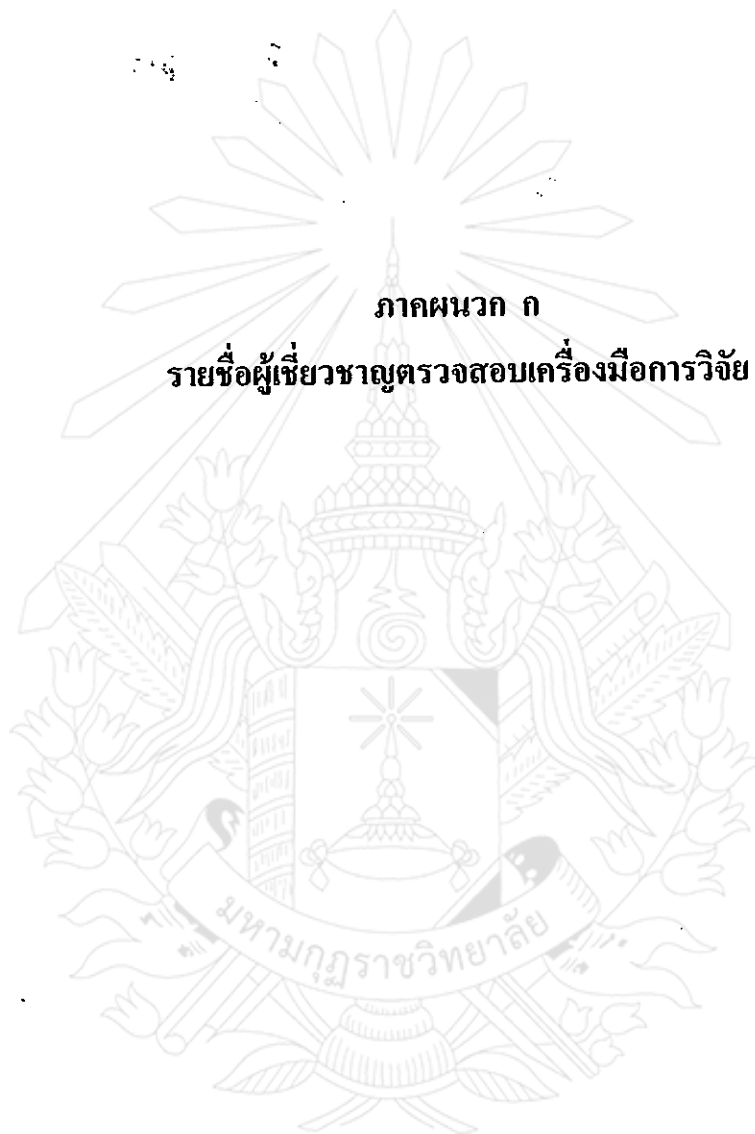 ภาคผนวก ก
รายชื่อผู้เชี่ยวชาญตรวจสอบเครื่องมือการวิจัย
มหามกุฏราชวิทยาลัย